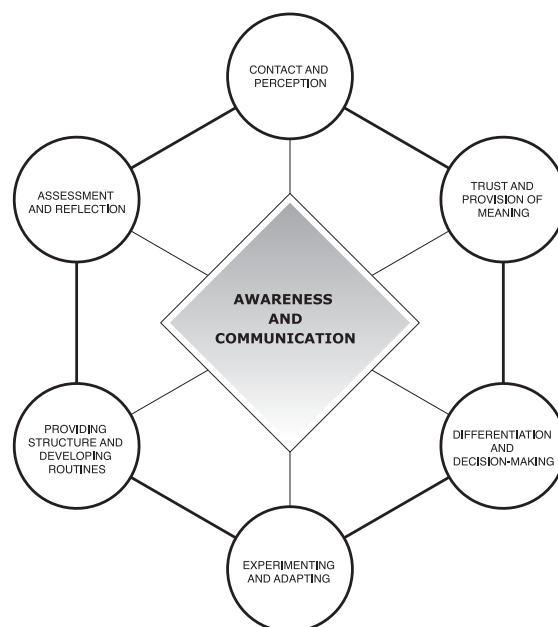 CONTACT AND
PERCEPTION
TRUST AND
PROVISION OF
MEANING
DIFFERENTIATION
AND
DECISION-MAKING
EXPERIMENTING
AND ADAPTING
PROVIDING
STRUCTURE AND
DEVELOPING
ROUTINES
ASSESSMENT
AND REFLECTION
AWARENESS
AND
COMMUNICATION